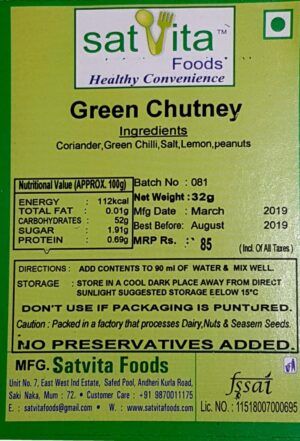 satvita™
Foods
Healthy Convenience
Green Chutney
Ingredients
Coriander,Green Chilli,Salt,Lemon,peanuts
Nutritional Value (APPROX. 100g)
ENERGY : 112kcal
TOTAL FAT : 0.01g
CARBOHYDRATES : 52g
SUGAR : 1.91g
PROTEIN : 0.69g
Batch No : 081
Net Weight : 32g
Mfg Date : March 2019
Best Before: August 2019
MRP Rs. : 85 (Incl. Of All Taxes)
DIRECTIONS : ADD CONTENTS TO 90 ml OF WATER & MIX WELL.
STORAGE : STORE IN A COOL DARK PLACE AWAY FROM DIRECT
SUNLIGHT SUGGESTED STORAGE BELOW 15°C
DON'T USE IF PACKAGING IS PUNTURED.
Caution : Packed in a factory that processes Dairy,Nuts & Seasern Seeds.
NO PRESERVATIVES ADDED.
MFG. Satvita Foods
Unit No. 7, East West Ind Estate, Safed Pool, Andheri Kurla Road,
Saki Naka, Mum : 72. • Customer Care : +91 9870011175
E. : satvitafoods@gmail.com • W. : www.satvitafoods.com
fssai
Lic. NO. : 11518007000695